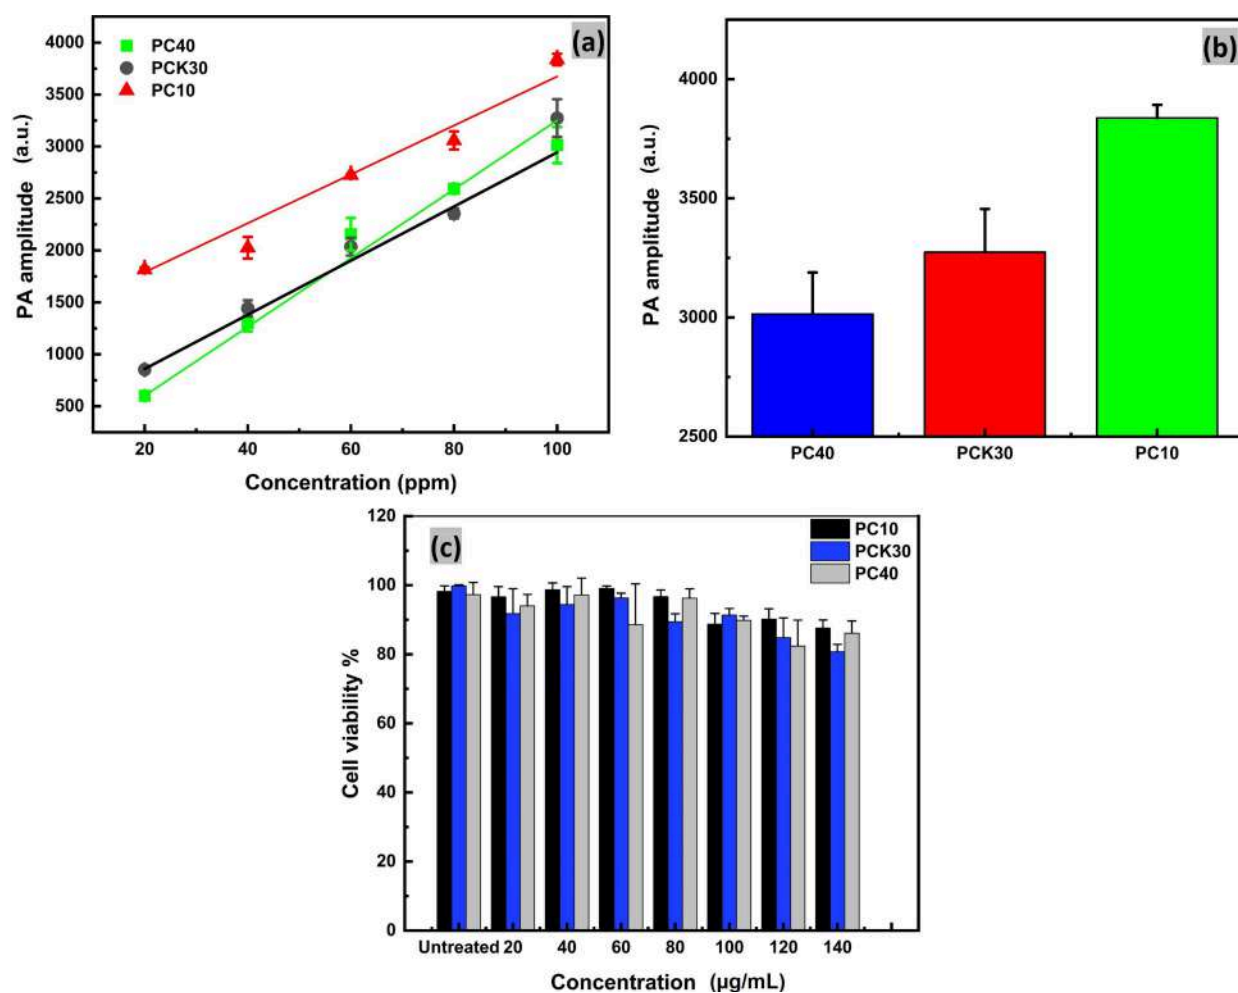 (a)
PC40
PCK30
PC10
4000
3500
3000
2500
2000
1500
1000
500
PA amplitude (a.u.)
20 40 60 80 100
Concentration (ppm)
(b)
4000
3500
3000
2500
PA amplitude (a.u.)
PC40 PCK30 PC10
(c)
PC10
PCK30
PC40
120
100
80
60
40
20
0
Cell viability %
Untreated 20 40 60 80 100 120 140
Concentration (µg/mL)